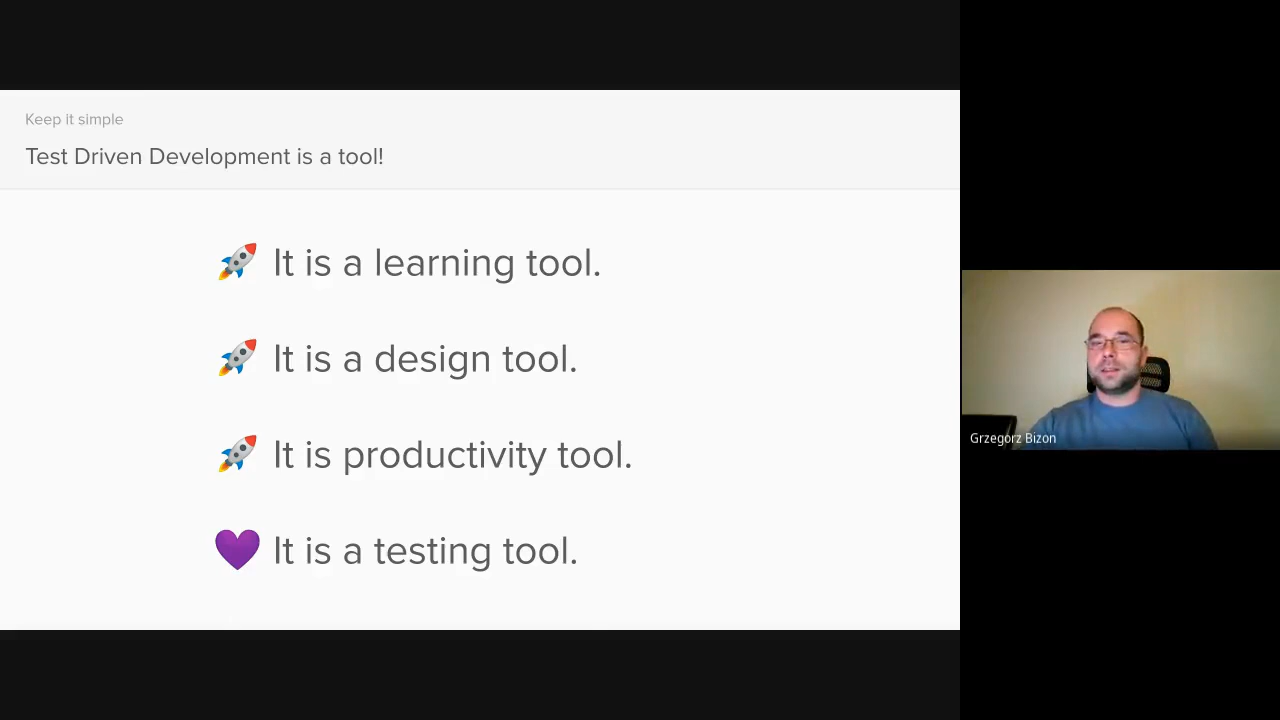 Keep it simple
Test Driven Development is a tool!
🚀 It is a learning tool.
🚀 It is a design tool.
🚀 It is productivity tool.
💜 It is a testing tool.
Grzegorz Bizon